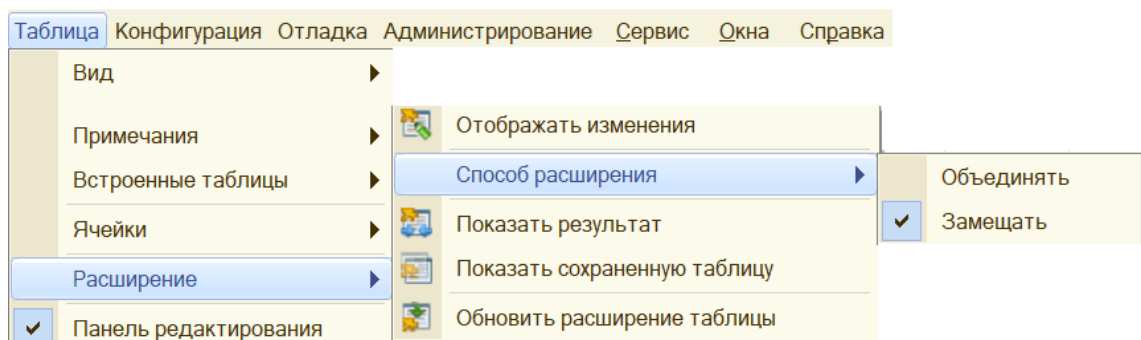 Таблица Конфигурация Отладка Администрирование Сервис Окна Справка
Вид
Примечания
Встроенные таблицы
Ячейки
Расширение
Панель редактирования
Отображать изменения
Способ расширения
Показать результат
Показать сохраненную таблицу
Обновить расширение таблицы
Объединять
Замещать